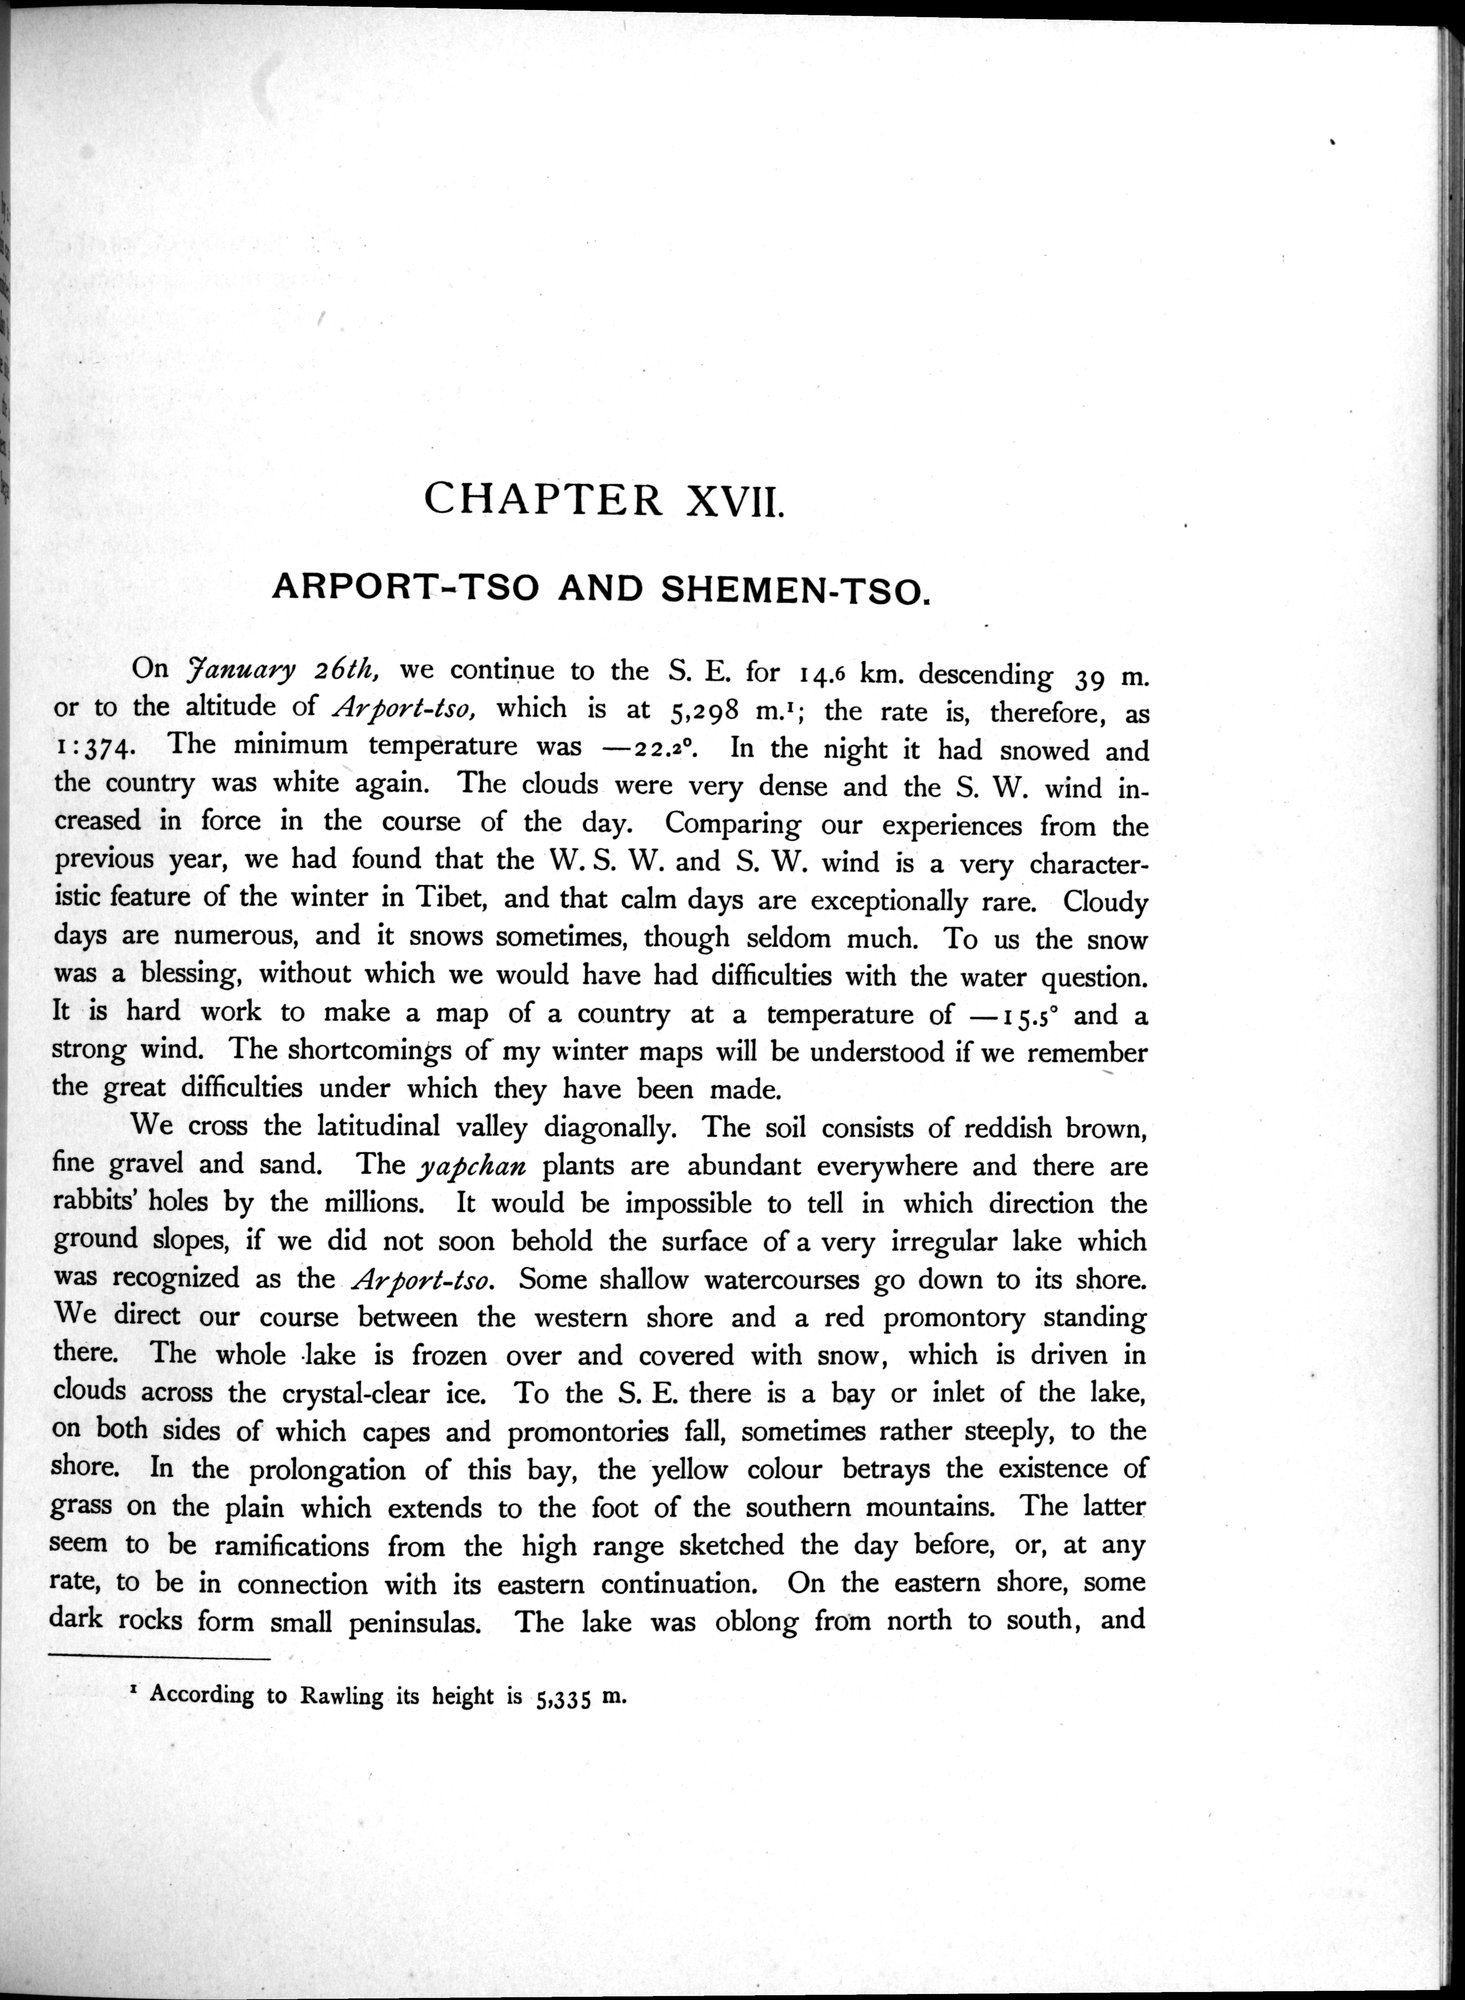 CHAPTER XVII.
ARPORT-TSO AND SHEMEN-TSO.
On January 26th, we continue to the S. E. for 14.6 km. descending 39 m.
or to the altitude of Arport-tso, which is at 5,298 m.¹; the rate is, therefore, as
1:374. The minimum temperature was —22.2°. In the night it had snowed and
the country was white again. The clouds were very dense and the S. W. wind in-
creased in force in the course of the day. Comparing our experiences from the
previous year, we had found that the W. S. W. and S. W. wind is a very character-
istic feature of the winter in Tibet, and that calm days are exceptionally rare. Cloudy
days are numerous, and it snows sometimes, though seldom much. To us the snow
was a blessing, without which we would have had difficulties with the water question.
It is hard work to make a map of a country at a temperature of —15.5° and a
strong wind. The shortcomings of my winter maps will be understood if we remember
the great difficulties under which they have been made.
We cross the latitudinal valley diagonally. The soil consists of reddish brown,
fine gravel and sand. The yapchan plants are abundant everywhere and there are
rabbits' holes by the millions. It would be impossible to tell in which direction the
ground slopes, if we did not soon behold the surface of a very irregular lake which
was recognized as the Arport-tso. Some shallow watercourses go down to its shore.
We direct our course between the western shore and a red promontory standing
there. The whole lake is frozen over and covered with snow, which is driven in
clouds across the crystal-clear ice. To the S. E. there is a bay or inlet of the lake,
on both sides of which capes and promontories fall, sometimes rather steeply, to the
shore. In the prolongation of this bay, the yellow colour betrays the existence of
grass on the plain which extends to the foot of the southern mountains. The latter
seem to be ramifications from the high range sketched the day before, or, at any
rate, to be in connection with its eastern continuation. On the eastern shore, some
dark rocks form small peninsulas. The lake was oblong from north to south, and
¹ According to Rawling its height is 5,335 m.